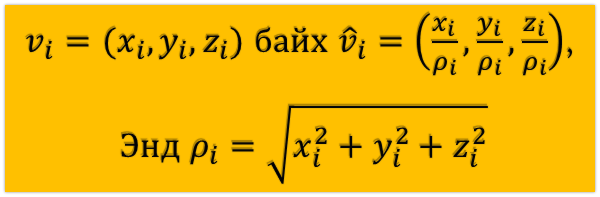 𝑣ᵢ = (𝑥ᵢ, 𝑦ᵢ, 𝑧ᵢ) байх 𝑣̂ᵢ = (𝑥ᵢ/𝜌ᵢ, 𝑦ᵢ/𝜌ᵢ, 𝑧ᵢ/𝜌ᵢ),
Энд 𝜌ᵢ = √(𝑥ᵢ² + 𝑦ᵢ² + 𝑧ᵢ²)